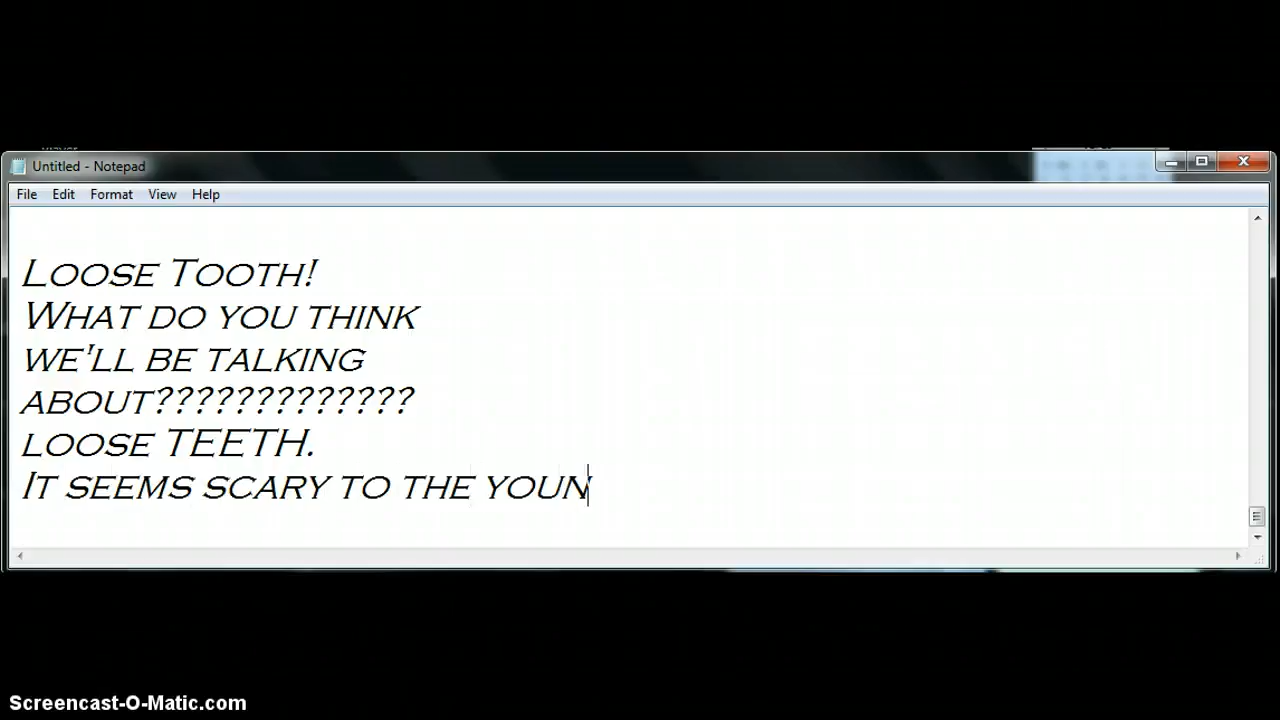 Untitled - Notepad
File Edit Format View Help
Loose Tooth!
What do you think
we'll be talking
about?????????????
loose TEETH.
It seems scary to the youn
Screencast-O-Matic.com